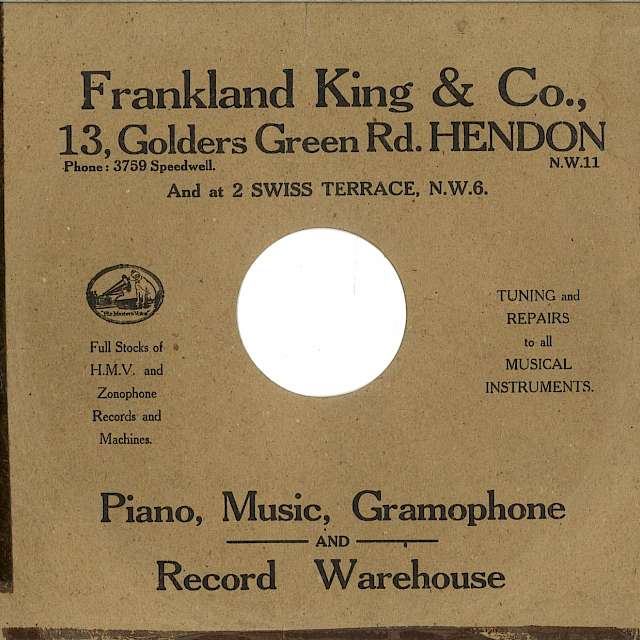 Frankland King & Co.,
13, Golders Green Rd. HENDON
Phone: 3759 Speedwell.
N.W.11
And at 2 SWISS TERRACE, N.W.6.
"His Master's Voice"
Full Stocks of
H.M.V. and
Zonophone
Records and
Machines.
TUNING and
REPAIRS
to all
MUSICAL
INSTRUMENTS.
Piano, Music, Gramophone
AND
Record Warehouse